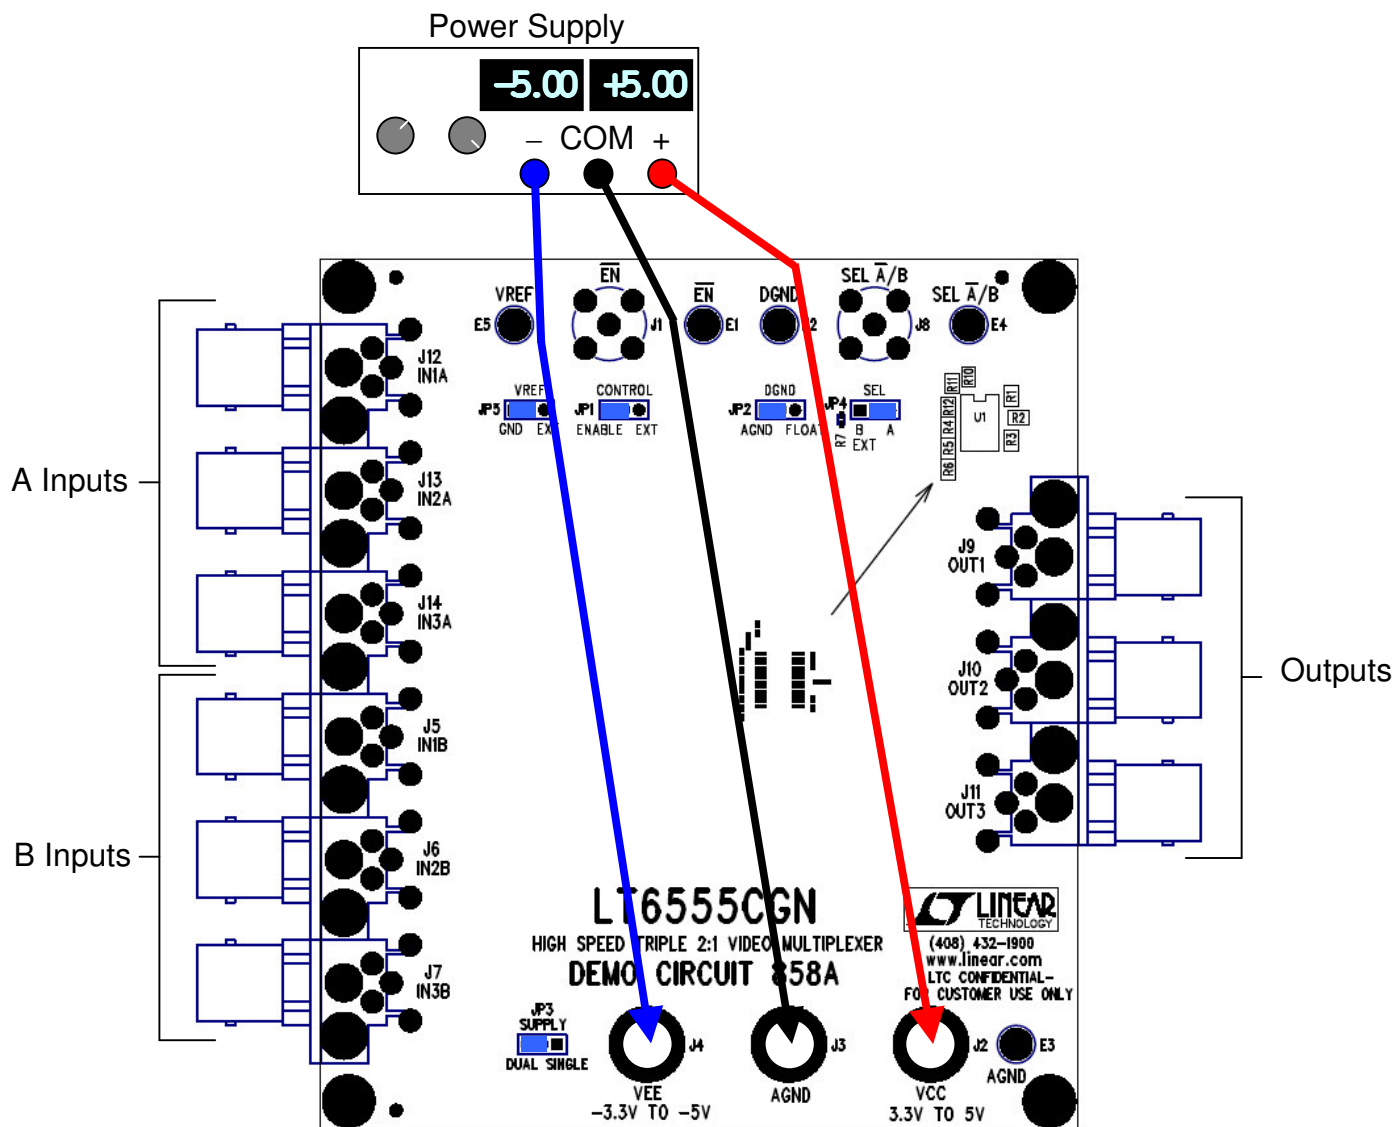 Power Supply
-5.00 +5.00
– COM +
VREF
E5
EN
J1
EN
E1
DGND
SEL A/B
J8
SEL A/B
E4
VREF
JP5
GND
CONTROL
JP1
ENABLE EXT
DGND
JP2
AGND FLOAT
SEL
JP4
B A
EXT
R7
R11
R10
R12
R4
R5
R6
U1
R1
R2
R3
A Inputs
J12
IN1A
J13
IN2A
J14
IN3A
B Inputs
J5
IN1B
J6
IN2B
J7
IN3B
J9
OUT1
J10
OUT2
J11
OUT3
Outputs
LT6555CGN
HIGH SPEED TRIPLE 2:1 VIDEO MULTIPLEXER
DEMO CIRCUIT 858A
LINEAR
TECHNOLOGY
(408) 432-1900
www.linear.com
LTC CONFIDENTIAL-
FOR CUSTOMER USE ONLY
JP3
SUPPLY
DUAL SINGLE
J4
VEE
-3.3V TO -5V
J3
AGND
J2
VCC
3.3V TO 5V
E3
AGND